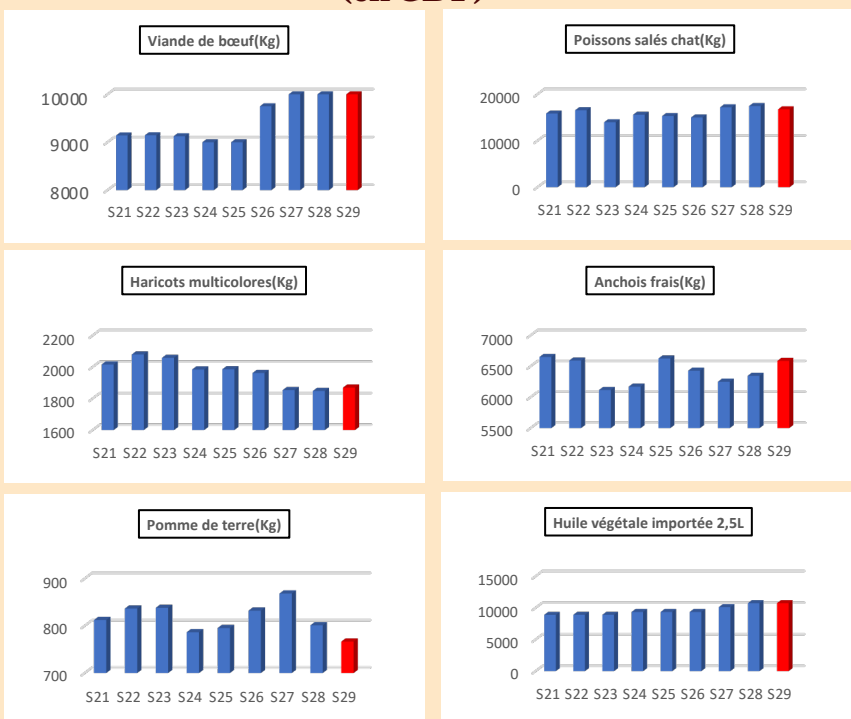 Viande de bœuf(Kg)
10000
9000
8000
S21 S22 S23 S24 S25 S26 S27 S28 S29
Poissons salés chat(Kg)
20000
10000
0
S21 S22 S23 S24 S25 S26 S27 S28 S29
Haricots multicolores(Kg)
2200
2000
1800
1600
S21 S22 S23 S24 S25 S26 S27 S28 S29
Anchois frais(Kg)
7000
6500
6000
5500
S21 S22 S23 S24 S25 S26 S27 S28 S29
Pomme de terre(Kg)
900
800
700
S21 S22 S23 S24 S25 S26 S27 S28 S29
Huile végétale importée 2,5L
15000
10000
5000
0
S21 S22 S23 S24 S25 S26 S27 S28 S29